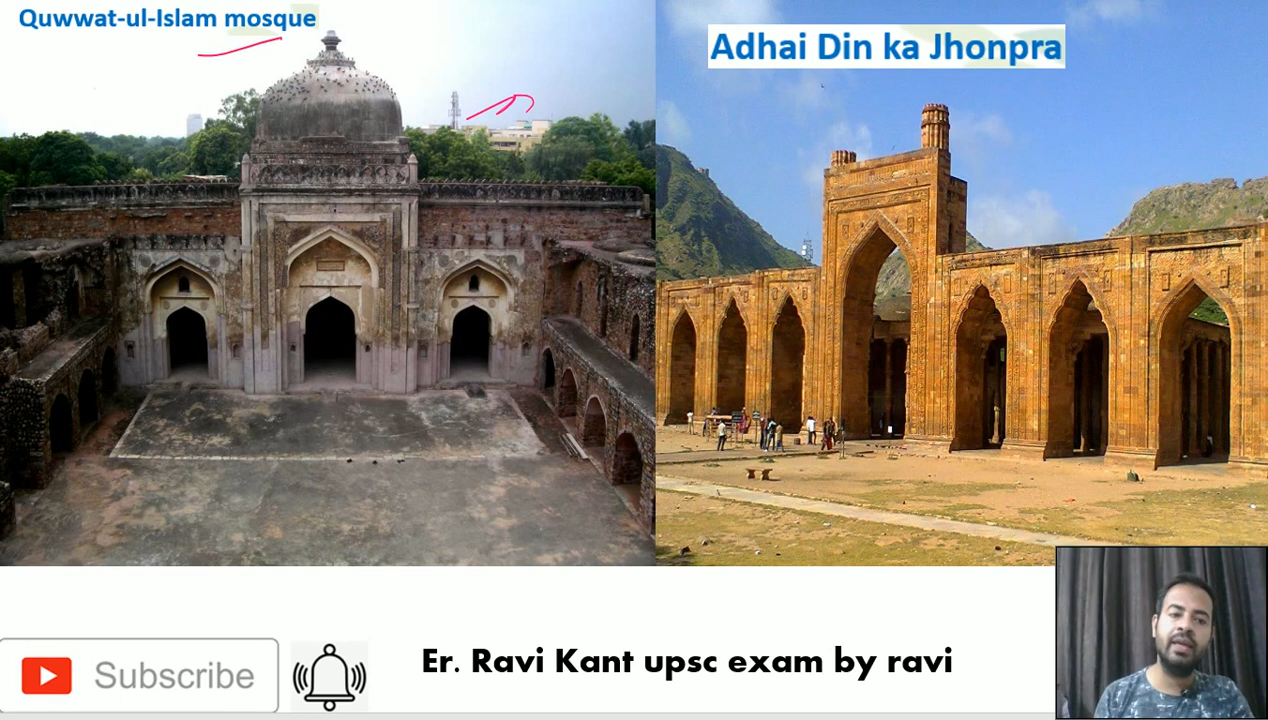 Quwwat-ul-Islam mosque
Adhai Din ka Jhonpra
Subscribe
Er. Ravi Kant upsc exam by ravi